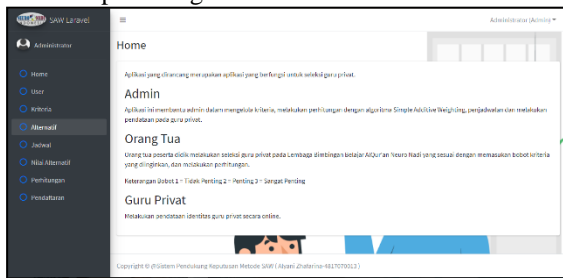 SAW Laravel
Administrator (Admin)
Administrator
Home
Home
User
Kriteria
Alternatif
Jadwal
Nilai Alternatif
Perhitungan
Pendaftaran
Aplikasi yang dirancang merupakan aplikasi yang berfungsi untuk seleksi guru privat.
Admin
Aplikasi ini membantu admin dalam mengelola kriteria, melakukan perhitungan dengan algoritma Simple Additive Weighting, penjadwalan dan melakukan
pendataan pada guru privat.
Orang Tua
Orang tua peserta didik melakukan seleksi guru privat pada Lembaga Bimbingan Belajar AlQur'an Neuro Nadi yang sesuai dengan memasukan bobot kriteria
yang diinginkan, dan melakukan perhitungan.
Keterangan Bobot 1 = Tidak Penting 2 = Penting 3 = Sangat Penting
Guru Privat
Melakukan pendataan identitas guru privat secara online.
Copyright © @Sistem Pendukung Keputusan Metode SAW